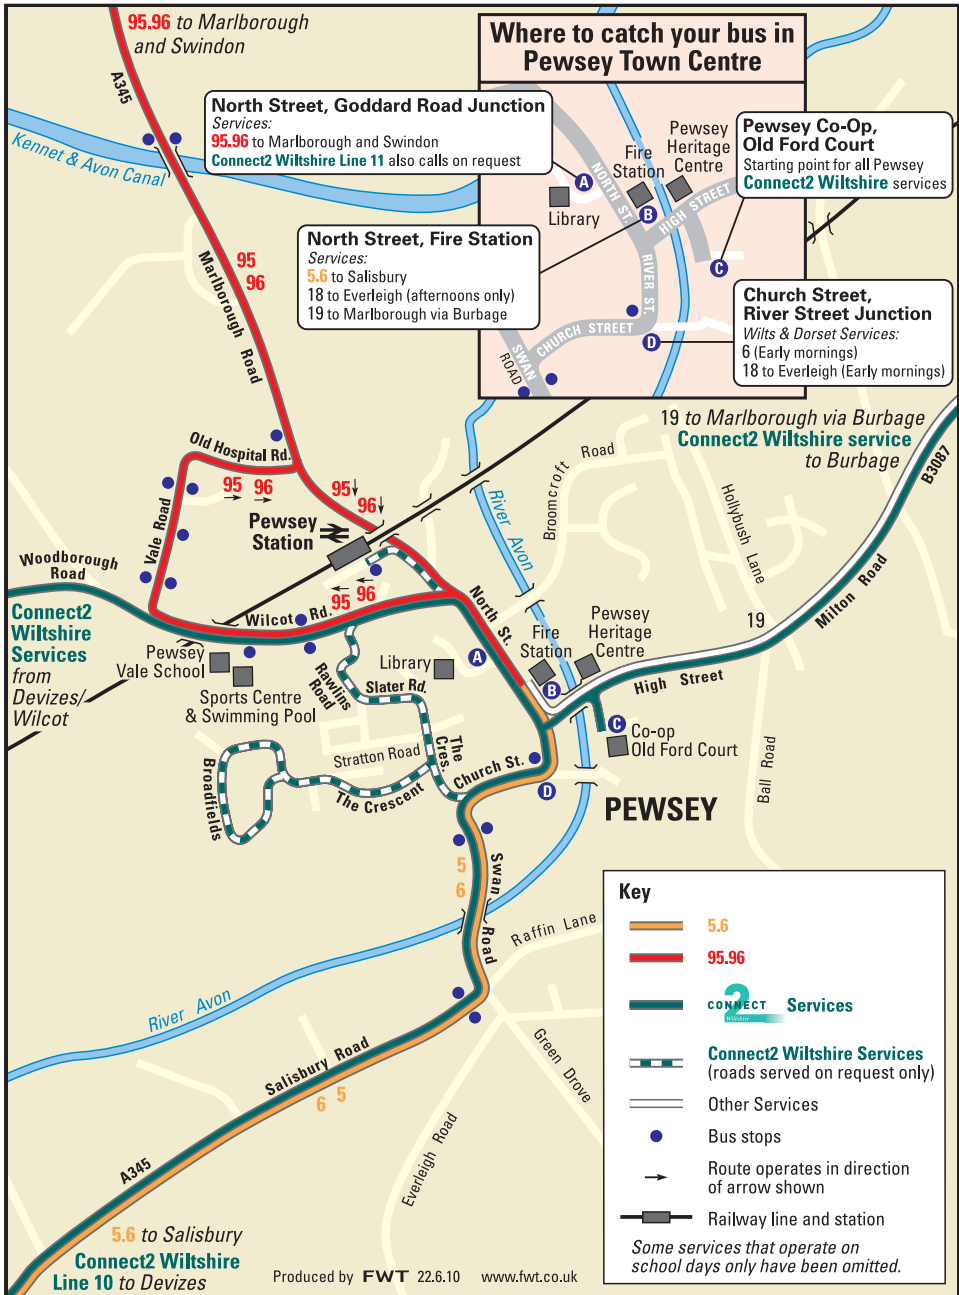 95.96 to Marlborough
and Swindon
A345
Kennet & Avon Canal
Where to catch your bus in
Pewsey Town Centre
North Street, Goddard Road Junction
Services:
95.96 to Marlborough and Swindon
Connect2 Wiltshire Line 11 also calls on request
Pewsey
Heritage
Centre
Fire
Station
A
Library
NORTH ST.
B
HIGH STREET
Pewsey Co-Op,
Old Ford Court
Starting point for all Pewsey
Connect2 Wiltshire services
North Street, Fire Station
Services:
5.6 to Salisbury
18 to Everleigh (afternoons only)
19 to Marlborough via Burbage
C
RIVER ST.
CHURCH STREET
D
SWAN
ROAD
Church Street,
River Street Junction
Wilts & Dorset Services:
6 (Early mornings)
18 to Everleigh (Early mornings)
95
96
Marlborough Road
19 to Marlborough via Burbage
Connect2 Wiltshire service
to Burbage
B3087
Old Hospital Rd.
95 96
95
96
Vale Road
Pewsey
Station
River Avon
Broomcroft Road
Hollybush Lane
Woodborough
Road
Connect2
Wiltshire
Services
from
Devizes/
Wilcot
Wilcot Rd.
95 96
North St.
Pewsey
Vale School
Sports Centre
& Swimming Pool
Rawlins
Road
Library
A
Slater Rd.
Fire
Station
Pewsey
Heritage
Centre
B
19
Milton Road
High Street
C
Co-op
Old Ford Court
Stratton Road
The
Cres.
Church St.
D
Broadfields
The Crescent
PEWSEY
Ball Road
5
6
Swan
Road
Raffin Lane
River Avon
Salisbury Road
6 5
Green Drove
Everleigh Road
A345
5.6 to Salisbury
Connect2 Wiltshire
Line 10 to Devizes
Produced by FWT 22.6.10 www.fwt.co.uk
Key
5.6
95.96
CONNECT 2 Wiltshire Services
Connect2 Wiltshire Services
(roads served on request only)
Other Services
Bus stops
Route operates in direction
of arrow shown
Railway line and station
Some services that operate on
school days only have been omitted.